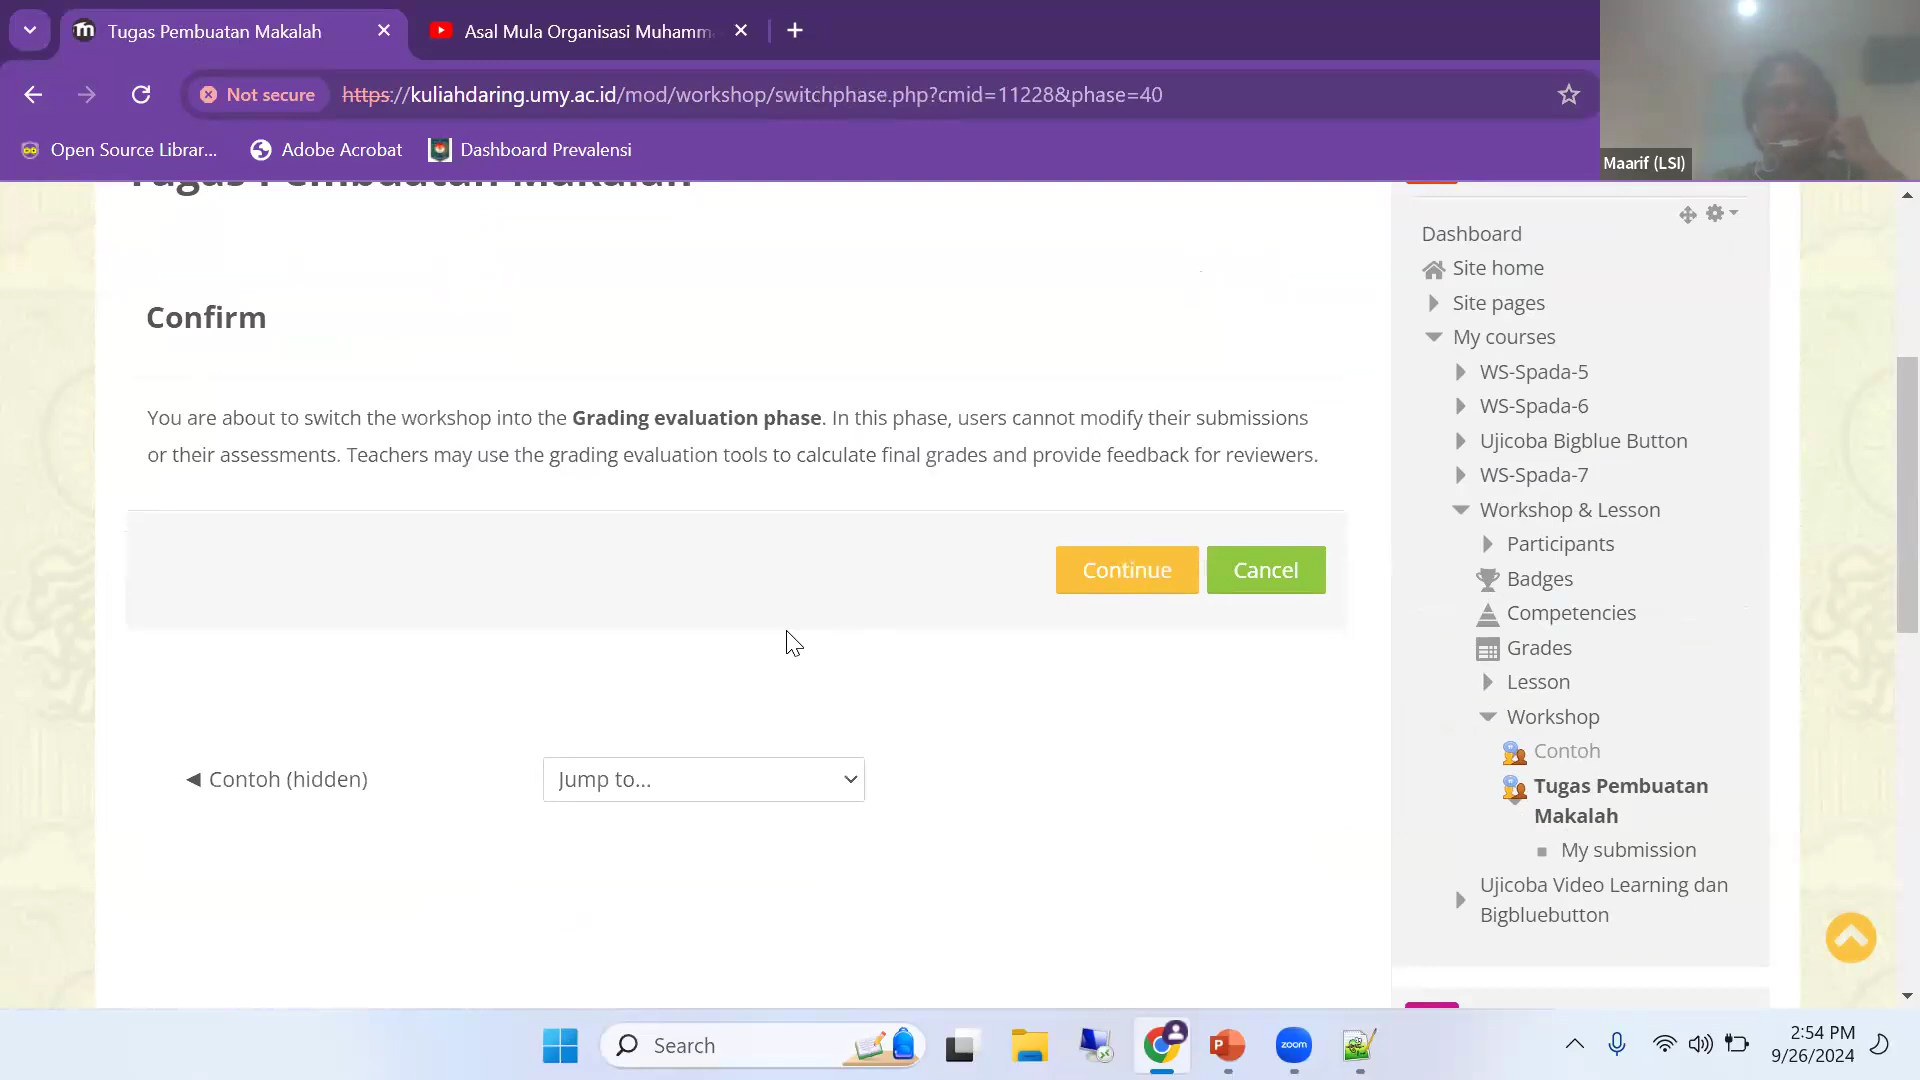 Tugas Pembuatan Makalah
Asal Mula Organisasi Muhamm
Not secure
https://kuliahdaring.umy.ac.id/mod/workshop/switchphase.php?cmid=11228&phase=40
Open Source Librar...
Adobe Acrobat
Dashboard Prevalensi
Maarif (LSI)
Tugas Pembuatan Makalah
Confirm
You are about to switch the workshop into the Grading evaluation phase. In this phase, users cannot modify their submissions
or their assessments. Teachers may use the grading evaluation tools to calculate final grades and provide feedback for reviewers.
Continue
Cancel
◄ Contoh (hidden)
Jump to...
Dashboard
Site home
Site pages
My courses
WS-Spada-5
WS-Spada-6
Ujicoba Bigblue Button
WS-Spada-7
Workshop & Lesson
Participants
Badges
Competencies
Grades
Lesson
Workshop
Contoh
Tugas Pembuatan
Makalah
My submission
Ujicoba Video Learning dan
Bigbluebutton
Search
zoom
2:54 PM
9/26/2024